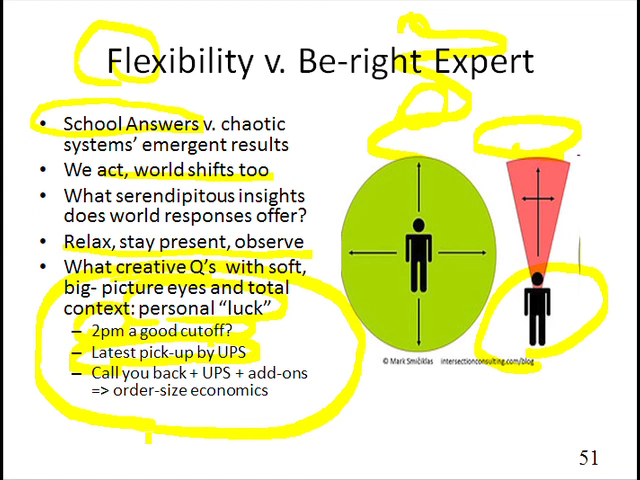 Flexibility v. Be-right Expert
• School Answers v. chaotic
systems’ emergent results
• We act, world shifts too
• What serendipitous insights
does world responses offer?
• Relax, stay present, observe
• What creative Q’s with soft,
big- picture eyes and total
context: personal “luck”
– 2pm a good cutoff?
– Latest pick-up by UPS
– Call you back + UPS + add-ons
=> order-size economics
© Mark Smiciklas intersectionconsulting.com/blog
51